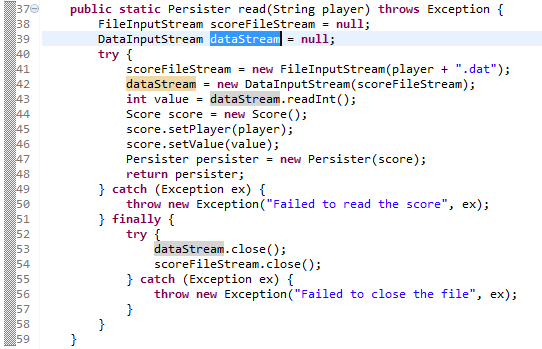 37 public static Persister read(String player) throws Exception {
38 FileInputStream scoreFileStream = null;
39 DataInputStream dataStream = null;
40 try {
41 scoreFileStream = new FileInputStream(player + ".dat");
42 dataStream = new DataInputStream(scoreFileStream);
43 int value = dataStream.readInt();
44 Score score = new Score();
45 score.setPlayer(player);
46 score.setValue(value);
47 Persister persister = new Persister(score);
48 return persister;
49 } catch (Exception ex) {
50 throw new Exception("Failed to read the score", ex);
51 } finally {
52 try {
53 dataStream.close();
54 scoreFileStream.close();
55 } catch (Exception ex) {
56 throw new Exception("Failed to close the file", ex);
57 }
58 }
59 }